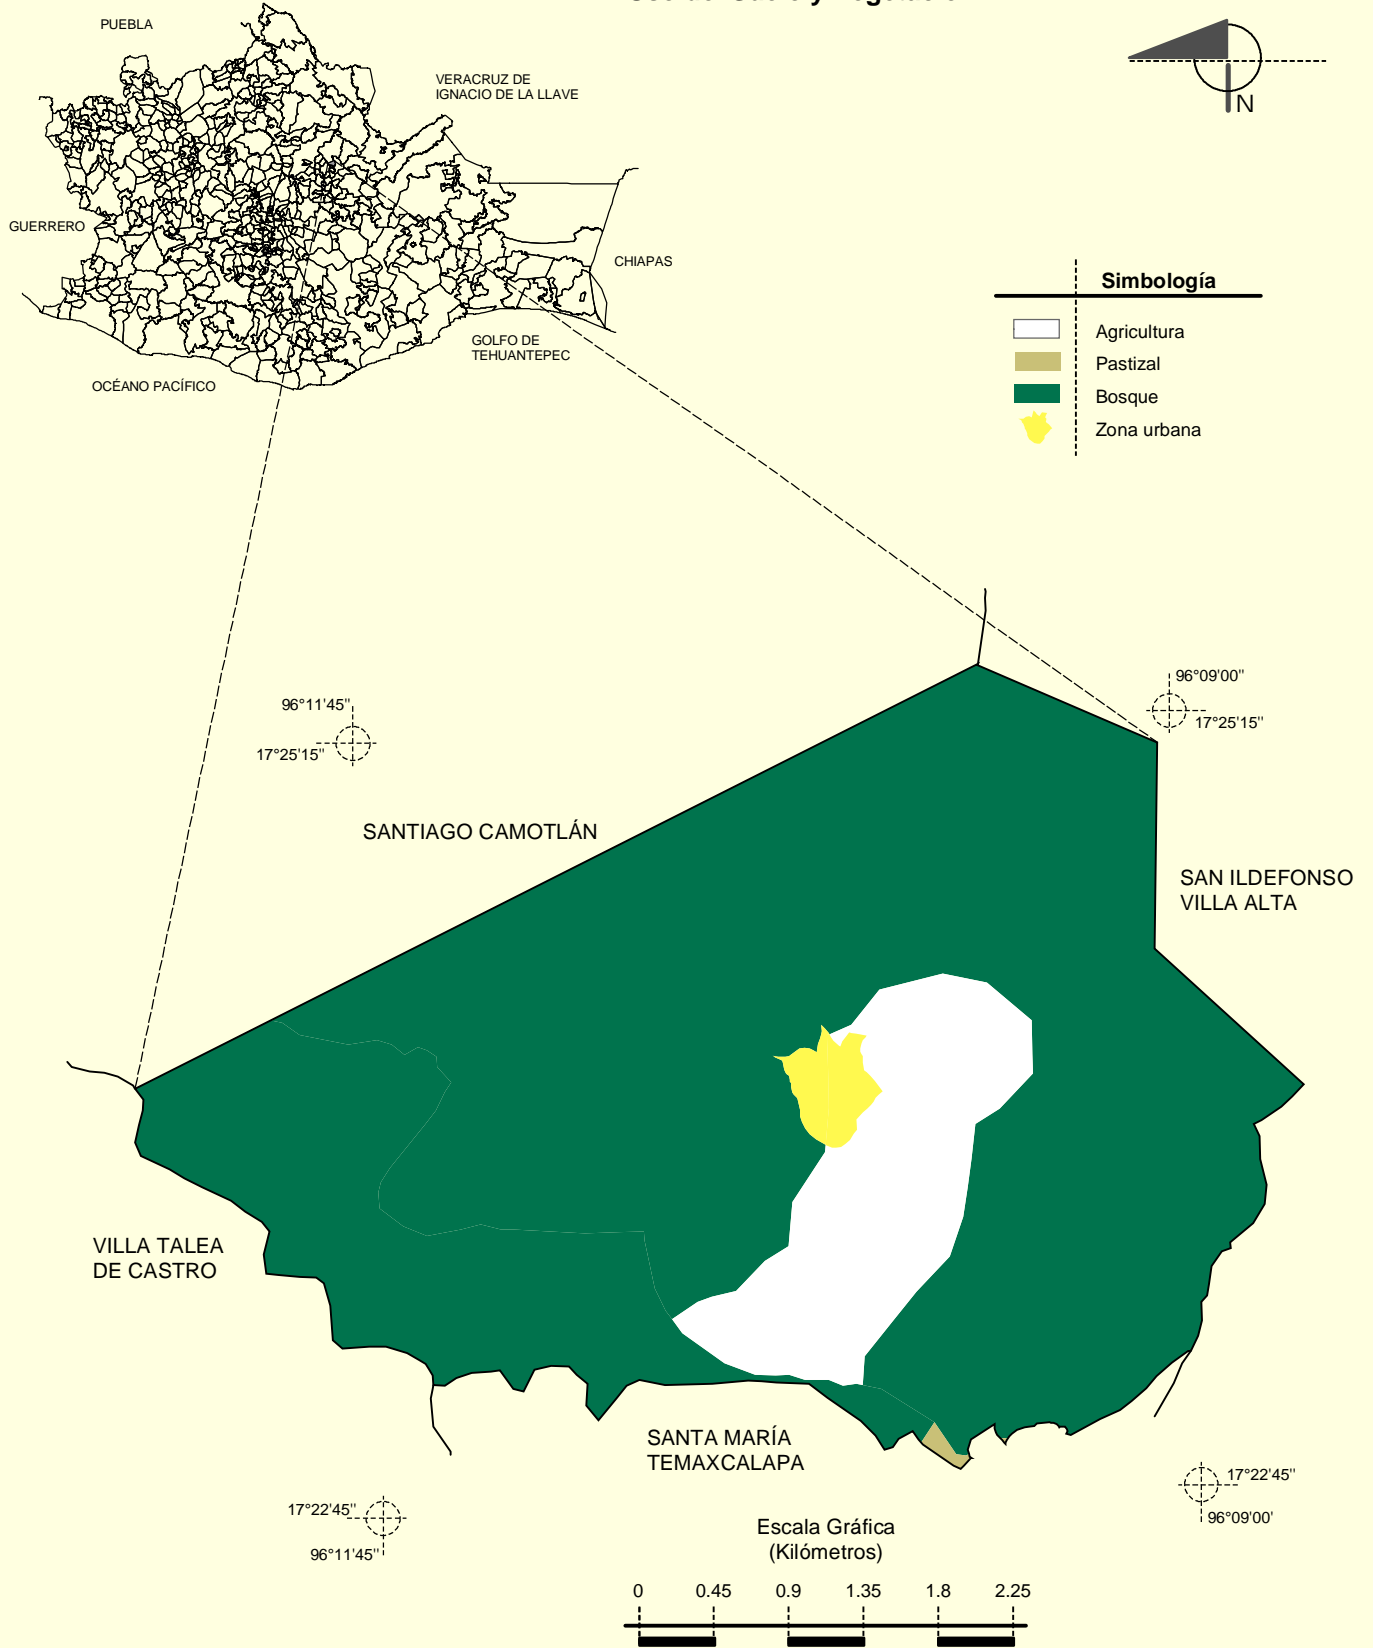 PUEBLA
VERACRUZ DE
IGNACIO DE LA LLAVE
N
GUERRERO
CHIAPAS
GOLFO DE
TEHUANTEPEC
OCÉANO PACÍFICO
Simbología
Agricultura
Pastizal
Bosque
Zona urbana
96°11'45"
17°25'15"
96°09'00"
17°25'15"
SANTIAGO CAMOTLÁN
SAN ILDEFONSO
VILLA ALTA
VILLA TALEA
DE CASTRO
SANTA MARÍA
TEMAXCALAPA
17°22'45"
96°11'45"
17°22'45"
96°09'00'
Escala Gráfica
(Kilómetros)
0 0.45 0.9 1.35 1.8 2.25